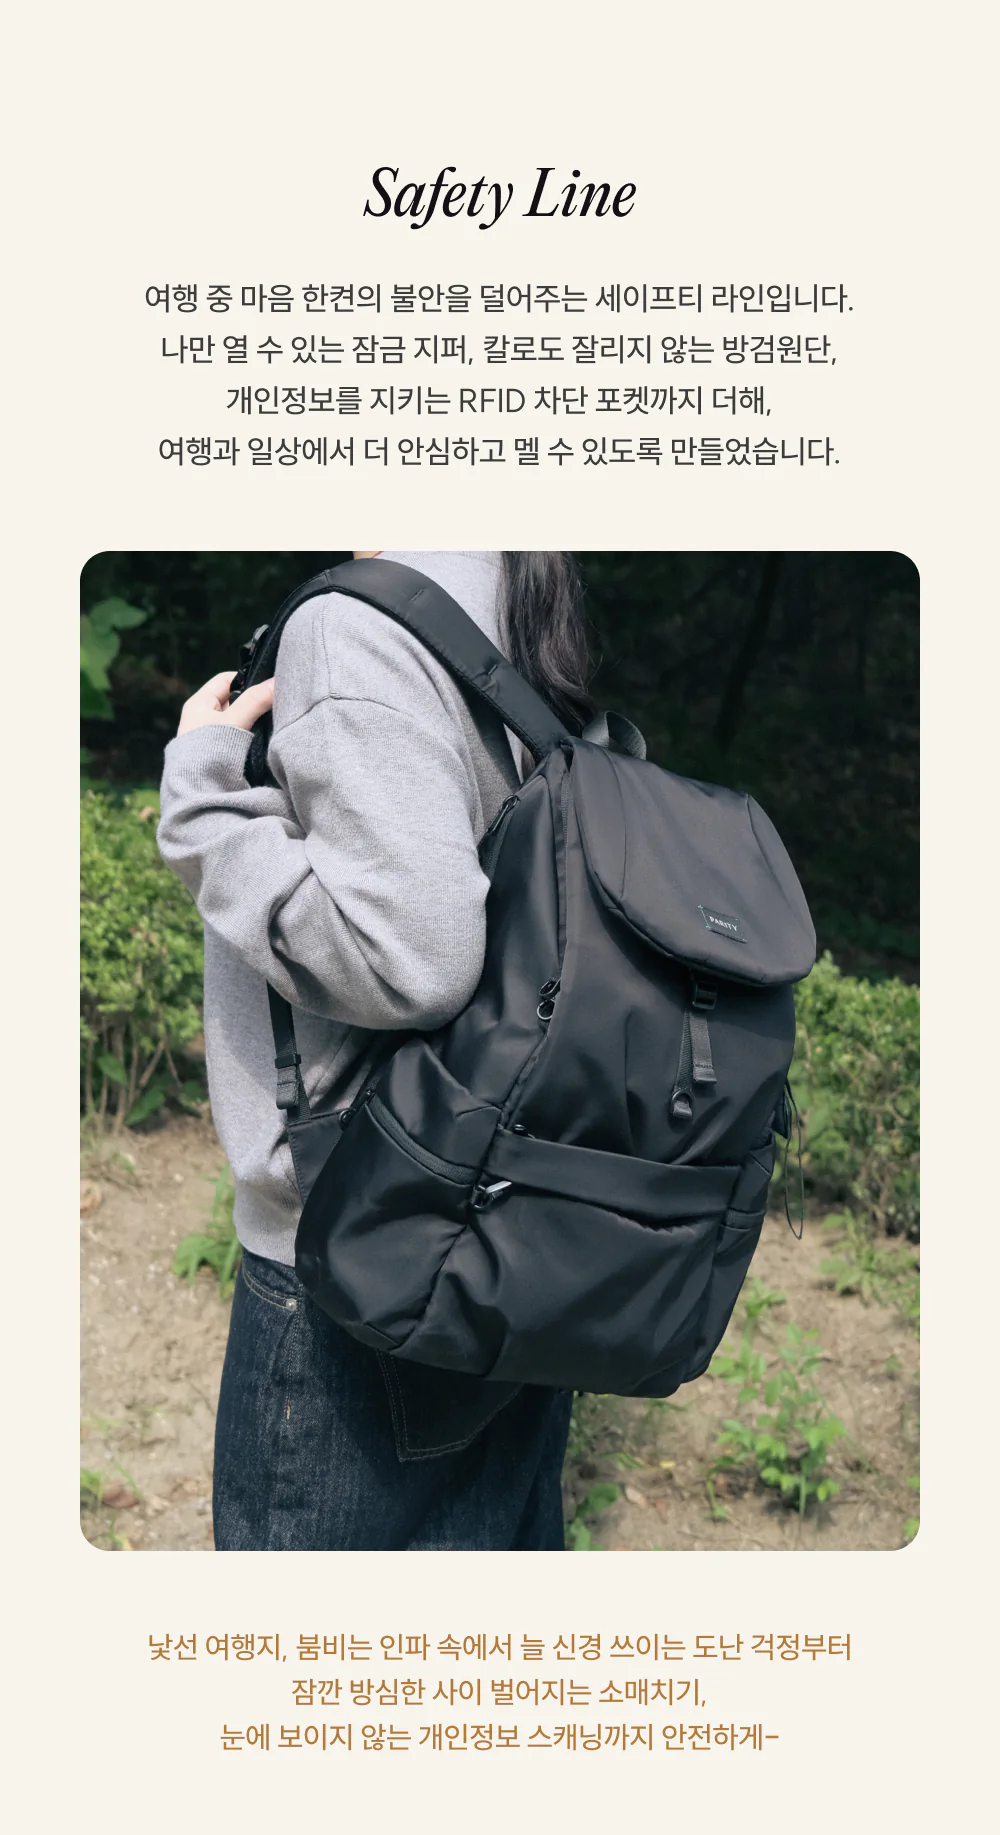 Safety Line
여행 중 마음 한켠의 불안을 덜어주는 세이프티 라인입니다.
나만 열 수 있는 잠금 지퍼, 칼로도 잘리지 않는 방검원단,
개인정보를 지키는 RFID 차단 포켓까지 더해,
여행과 일상에서 더 안심하고 멜 수 있도록 만들었습니다.
PARITY
낯선 여행지, 붐비는 인파 속에서 늘 신경 쓰이는 도난 걱정부터
잠깐 방심한 사이 벌어지는 소매치기,
눈에 보이지 않는 개인정보 스캐닝까지 안전하게–